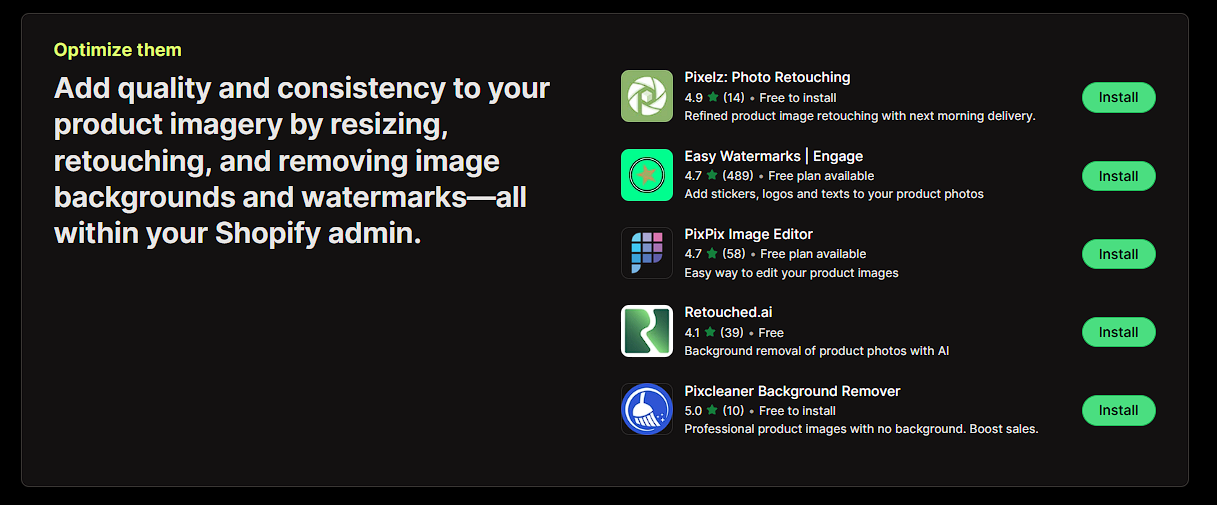 Optimize them
Add quality and consistency to your
product imagery by resizing,
retouching, and removing image
backgrounds and watermarks—all
within your Shopify admin.
Pixelz: Photo Retouching
4.9 ★ (14) • Free to install
Refined product image retouching with next morning delivery.
Install
Easy Watermarks | Engage
4.7 ★ (489) • Free plan available
Add stickers, logos and texts to your product photos
Install
PixPix Image Editor
4.7 ★ (58) • Free plan available
Easy way to edit your product images
Install
Retouched.ai
4.1 ★ (39) • Free
Background removal of product photos with AI
Install
Pixcleaner Background Remover
5.0 ★ (10) • Free to install
Professional product images with no background. Boost sales.
Install